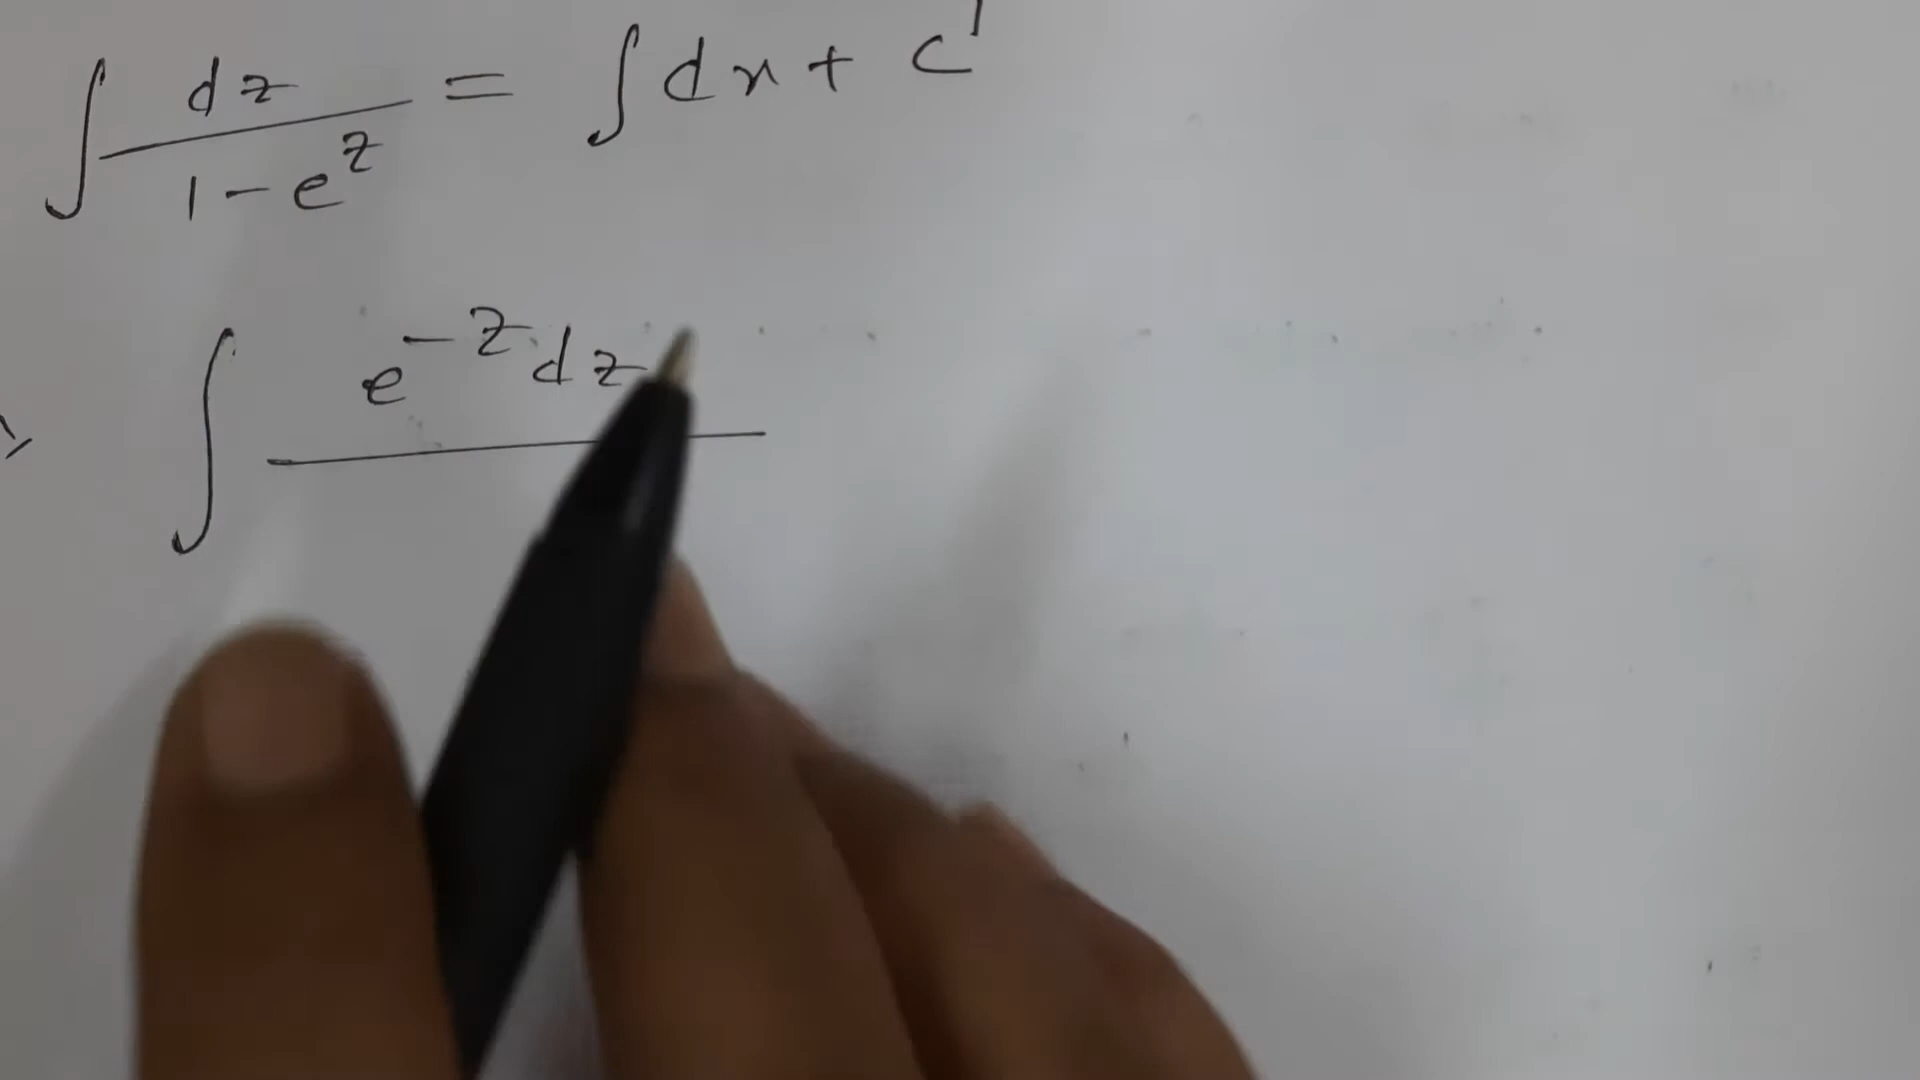 ∫ dz / (1 - e^z) = ∫ dx + c'
∫ e^{-z} dz